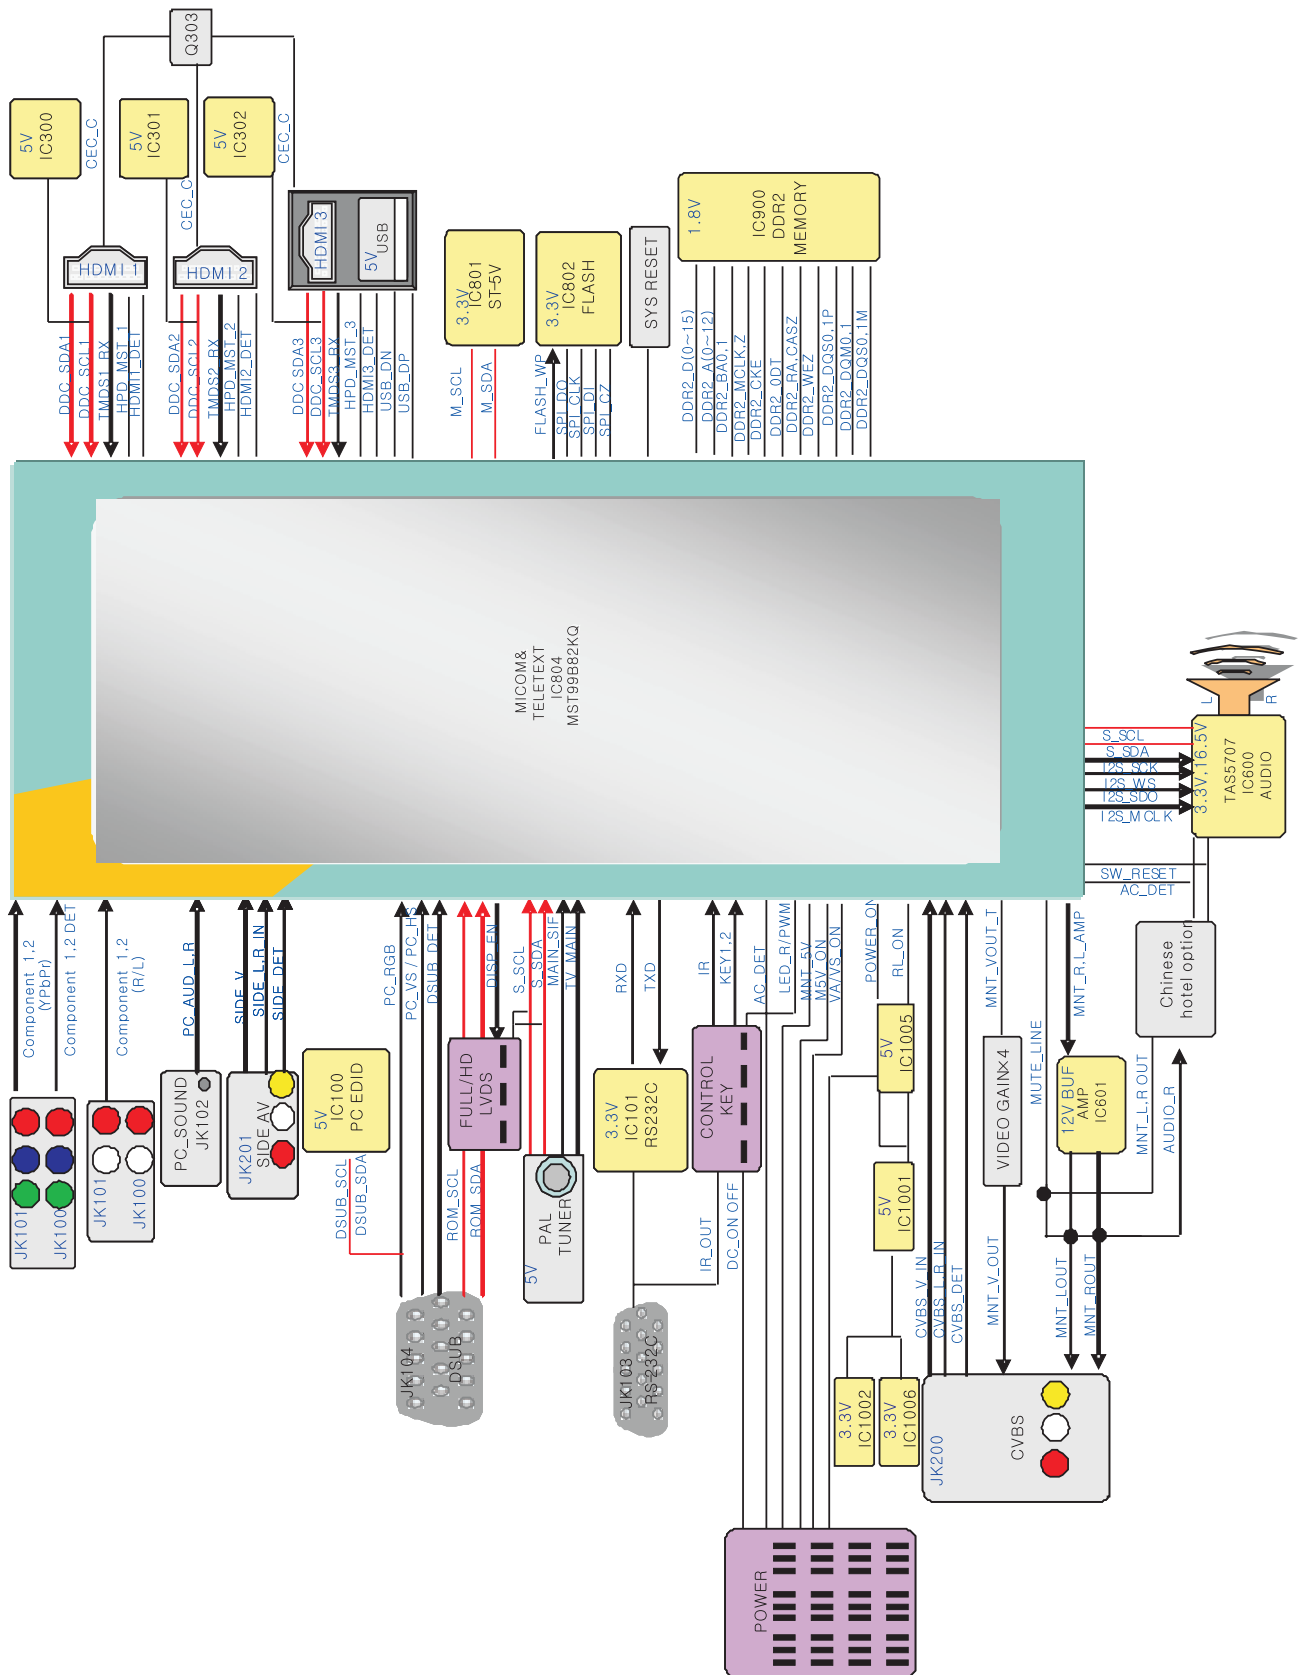 Q303
5V
IC300
5V
IC301
5V
IC302
CEC_C
CEC_C
CEC_C
HDMI 1
HDMI 2
HDMI 3
5V
USB
DDC_SDA1
DDC_SCL1
TMDS1_RX
HPD_MST_1
HDMI1_DET
DDC_SDA2
DDC_SCL2
TMDS2_RX
HPD_MST_2
HDMI2_DET
DDC SDA3
DDC_SCL3
TMDS3_RX
HPD_MST_3
HDMI3_DET
USB_DN
USB_DP
3.3V
IC801
ST-5V
M_SCL
M_SDA
3.3V
IC802
FLASH
FLASH_WP
SPI_DO
SPI_CLK
SPI_DI
SPI_CZ
SYS RESET
1.8V
IC900
DDR2
MEMORY
DDR2_D(0~15)
DDR2_A(0~12)
DDR2_BA0,1
DDR2_MCLK,Z
DDR2_CKE
DDR2_ODT
DDR2_RA,CASZ
DDR2_WEZ
DDR2_DQS0,1P
DDR2_DQM0,1
DDR2_DQS0,1M
MICOM&
TELETEXT
IC804
MST99B82KQ
S_SCL
S_SDA
I2S_SCK
I2S_WS
I2S_SDO
I2S_MCLK
3.3V,16.5V
TAS5707
IC600
AUDIO
L
R
SW_RESET
AC_DET
Chinese
hotel option
Component 1,2
(YPbPr)
Component 1,2 DET
Component 1,2
(R/L)
PC_AUD_L,R
SIDE_V
SIDE L,R_IN
SIDE_DET
PC_RGB
PC_VS / PC_HS
DSUB_DET
DISP_EN
S_SCL
S_SDA
MAIN_SIF
TV_MAIN
RXD
TXD
IR
KEY1,2
AC_DET
LED_R/PWM
MNT_5V
M5V_ON
VA/VS_ON
POWER_ON
RL_ON
MNT_VOUT_T
MUTE_LINE
MNT_R,L_AMP
JK101
JK100
JK101
JK100
PC_SOUND
JK102
JK201
SIDE AV
5V
IC100
PC EDID
DSUB_SCL
DSUB_SDA
FULL/HD
LVDS
ROM_SCL
ROM_SDA
5V
PAL
TUNER
3.3V
IC101
RS232C
CONTROL
KEY
IR_OUT
DC_ON OFF
5V
IC1005
5V
IC1001
3.3V
IC1002
3.3V
IC1006
VIDEO GAIN×4
12V BUF
AMP
IC601
MNT_L,R OUT
AUDIO_R
CVBS_V_IN
CVBS_L,R_IN
CVBS_DET
MNT_V_OUT
MNT_LOUT
MNT_ROUT
JK104
DSUB
JK103
RS-232C
JK200
CVBS
POWER